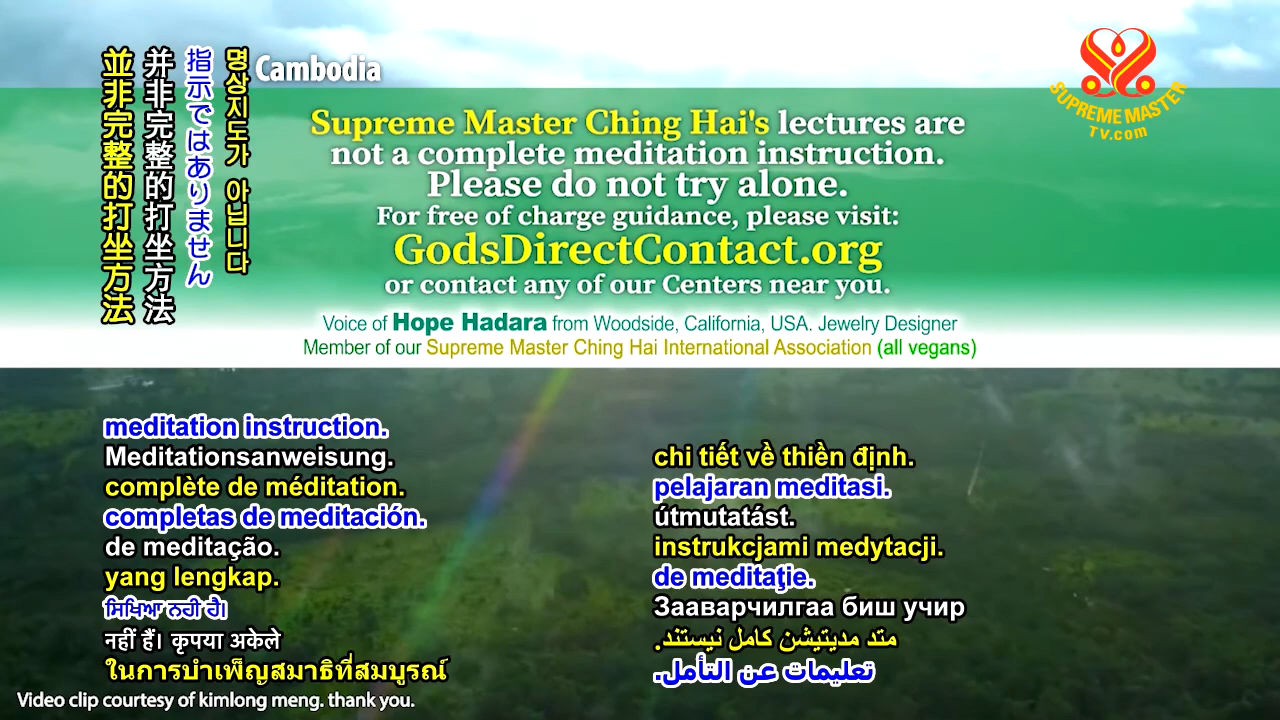 명상지도가 아닙니다
指示ではありません
并非完整的打坐方法
並非完整的打坐方法
Cambodia
SUPREME MASTER
TV.com
Supreme Master Ching Hai's lectures are
not a complete meditation instruction.
Please do not try alone.
For free of charge guidance, please visit:
GodsDirectContact.org
or contact any of our Centers near you.
Voice of Hope Hadara from Woodside, California, USA. Jewelry Designer
Member of our Supreme Master Ching Hai International Association (all vegans)
meditation instruction.
Meditationsanweisung.
complète de méditation.
completas de meditación.
de meditação.
yang lengkap.
ਸਿਖਿਆ ਨਹੀ ਹੈ।
नहीं हैं। कृपया अकेले
ในการบำเพ็ญสมาธิที่สมบูรณ์
chi tiết về thiền định.
pelajaran meditasi.
útmutatást.
instrukcjami medytacji.
de meditaţie.
Зааварчилгаа биш учир
متد مدیتیشن کامل نیستند.
تعليمات عن التأمل.
Video clip courtesy of kimlong meng. thank you.